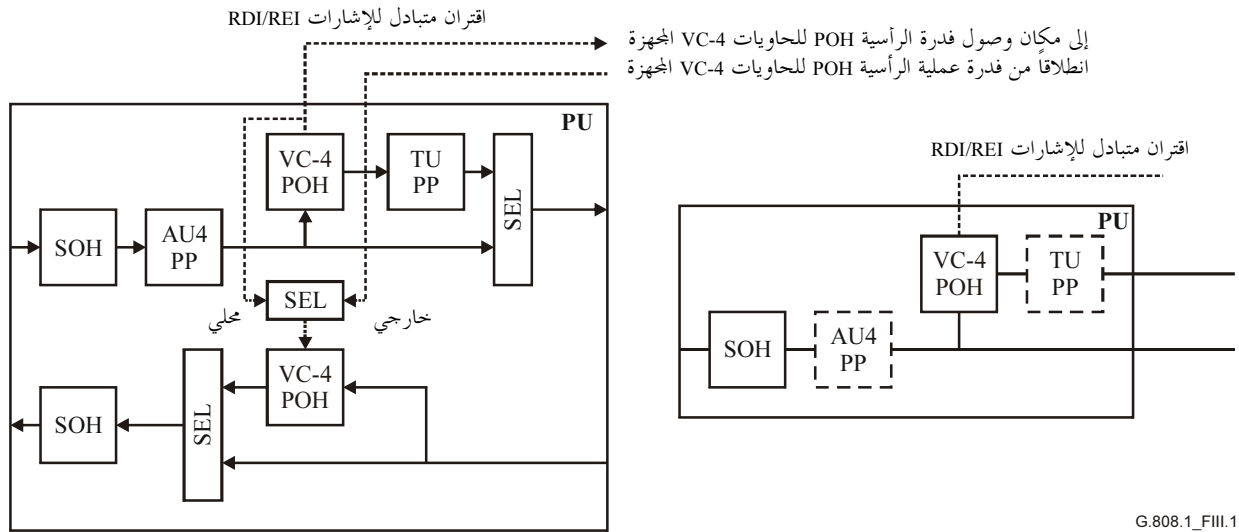 اقتران متبادل للإشارات RDI/REI
إلى مكان وصول فدرة الرأسية POH للحاويات VC-4 المجهزة
انطلاقاً من فدرة عملية الرأسية POH للحاويات VC-4 المجهزة
PU
VC-4
POH
TU
PP
SEL
SOH
AU4
PP
SEL
محلي
خارجي
VC-4
POH
SEL
SOH
اقتران متبادل للإشارات RDI/REI
PU
VC-4
POH
TU
PP
SOH
AU4
PP
G.808.1_FIII.1